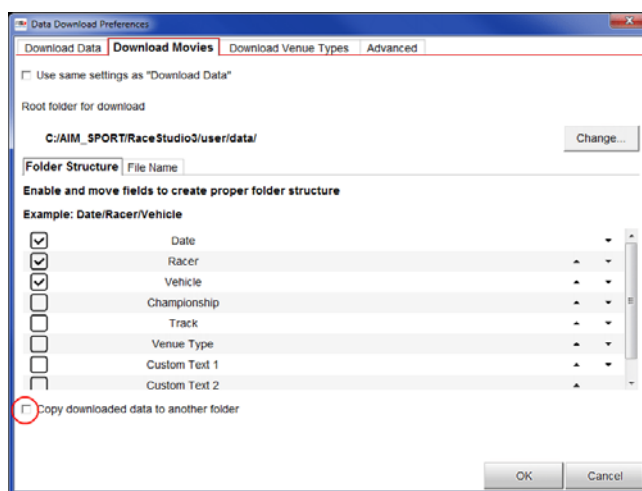 Data Download Preferences
Download Data Download Movies Download Venue Types Advanced
Use same settings as "Download Data"
Root folder for download
C:/AIM_SPORT/RaceStudio3/user/data/ Change...
Folder Structure File Name
Enable and move fields to create proper folder structure
Example: Date/Racer/Vehicle
Date
Racer
Vehicle
Championship
Track
Venue Type
Custom Text 1
Custom Text 2
Copy downloaded data to another folder
OK Cancel